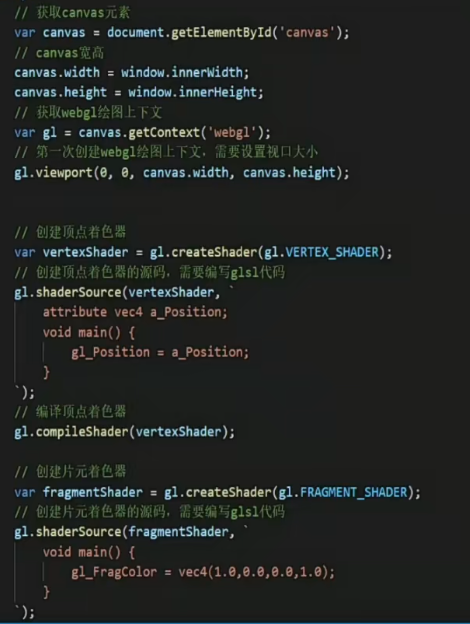 // 获取canvas元素
var canvas = document.getElementById('canvas');
// canvas宽高
canvas.width = window.innerWidth;
canvas.height = window.innerHeight;
// 获取webgl绘图上下文
var gl = canvas.getContext('webgl');
// 第一次创建webgl绘图上下文，需要设置视口大小
gl.viewport(0, 0, canvas.width, canvas.height);
// 创建顶点着色器
var vertexShader = gl.createShader(gl.VERTEX_SHADER);
// 创建顶点着色器的源码，需要编写glsl代码
gl.shaderSource(vertexShader, `
attribute vec4 a_Position;
void main() {
gl_Position = a_Position;
}
`);
// 编译顶点着色器
gl.compileShader(vertexShader);
// 创建片元着色器
var fragmentShader = gl.createShader(gl.FRAGMENT_SHADER);
// 创建片元着色器的源码，需要编写glsl代码
gl.shaderSource(fragmentShader, `
void main() {
gl_FragColor = vec4(1.0,0.0,0.0,1.0);
}
`);